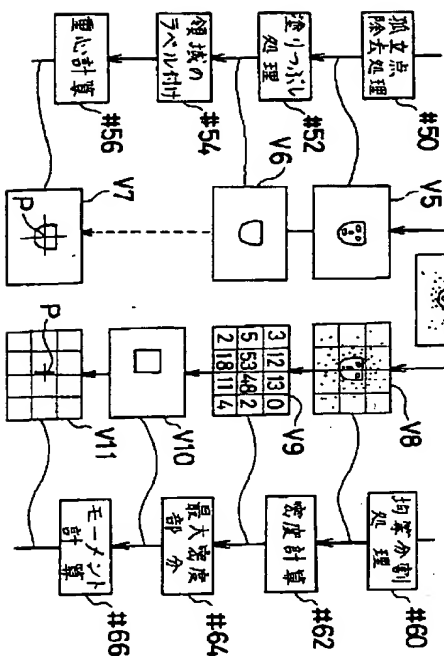 孤立点
除去処理
#50
塗りつぶし
処理
#52
領域の
ラベル付け
#54
重心計算
#56
V5
V6
V7
P
V8
3 12 13 0
5 53 48 2
2 18 11 4
V9
V10
V11
P
均等分割
処理
#60
密度計算
#62
最大密度
部分
#64
モーメント
計算
#66